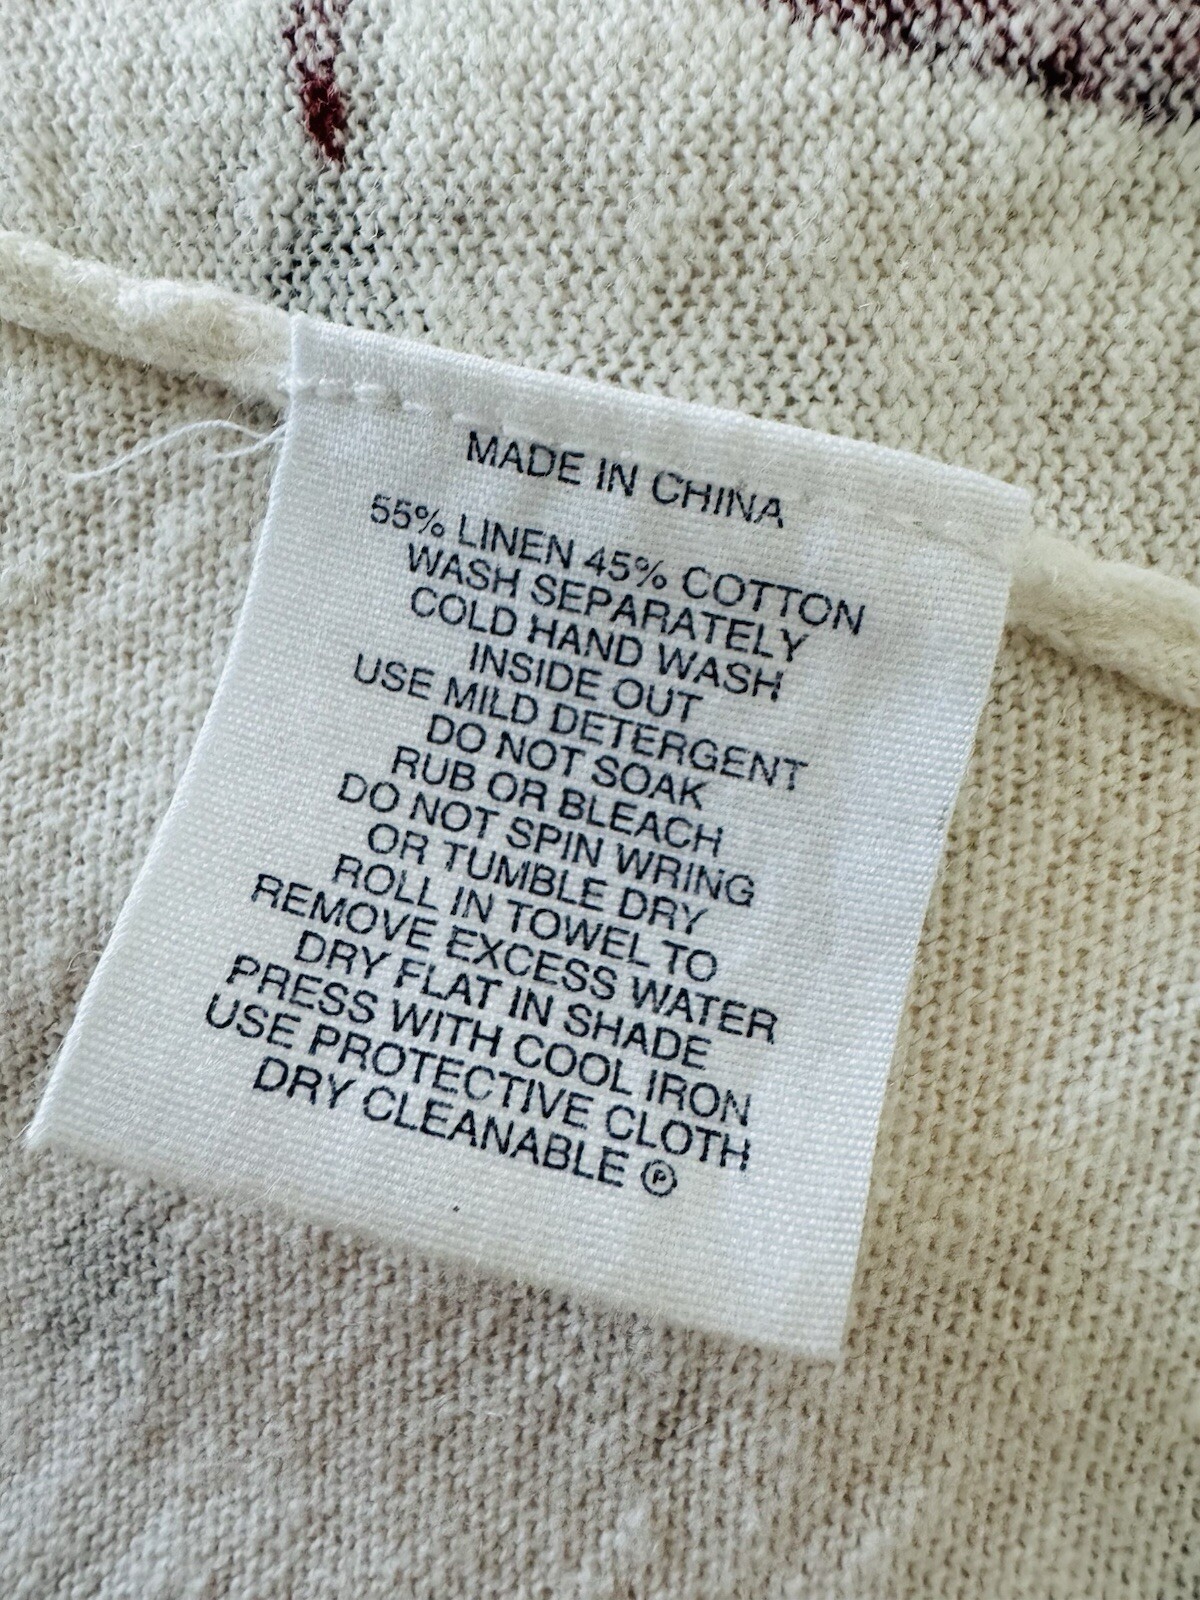 MADE IN CHINA
55% LINEN 45% COTTON
WASH SEPARATELY
COLD HAND WASH
INSIDE OUT
USE MILD DETERGENT
DO NOT SOAK
RUB OR BLEACH
DO NOT SPIN WRING
OR TUMBLE DRY
ROLL IN TOWEL TO
REMOVE EXCESS WATER
DRY FLAT IN SHADE
PRESS WITH COOL IRON
USE PROTECTIVE CLOTH
DRY CLEANABLE Ⓟ